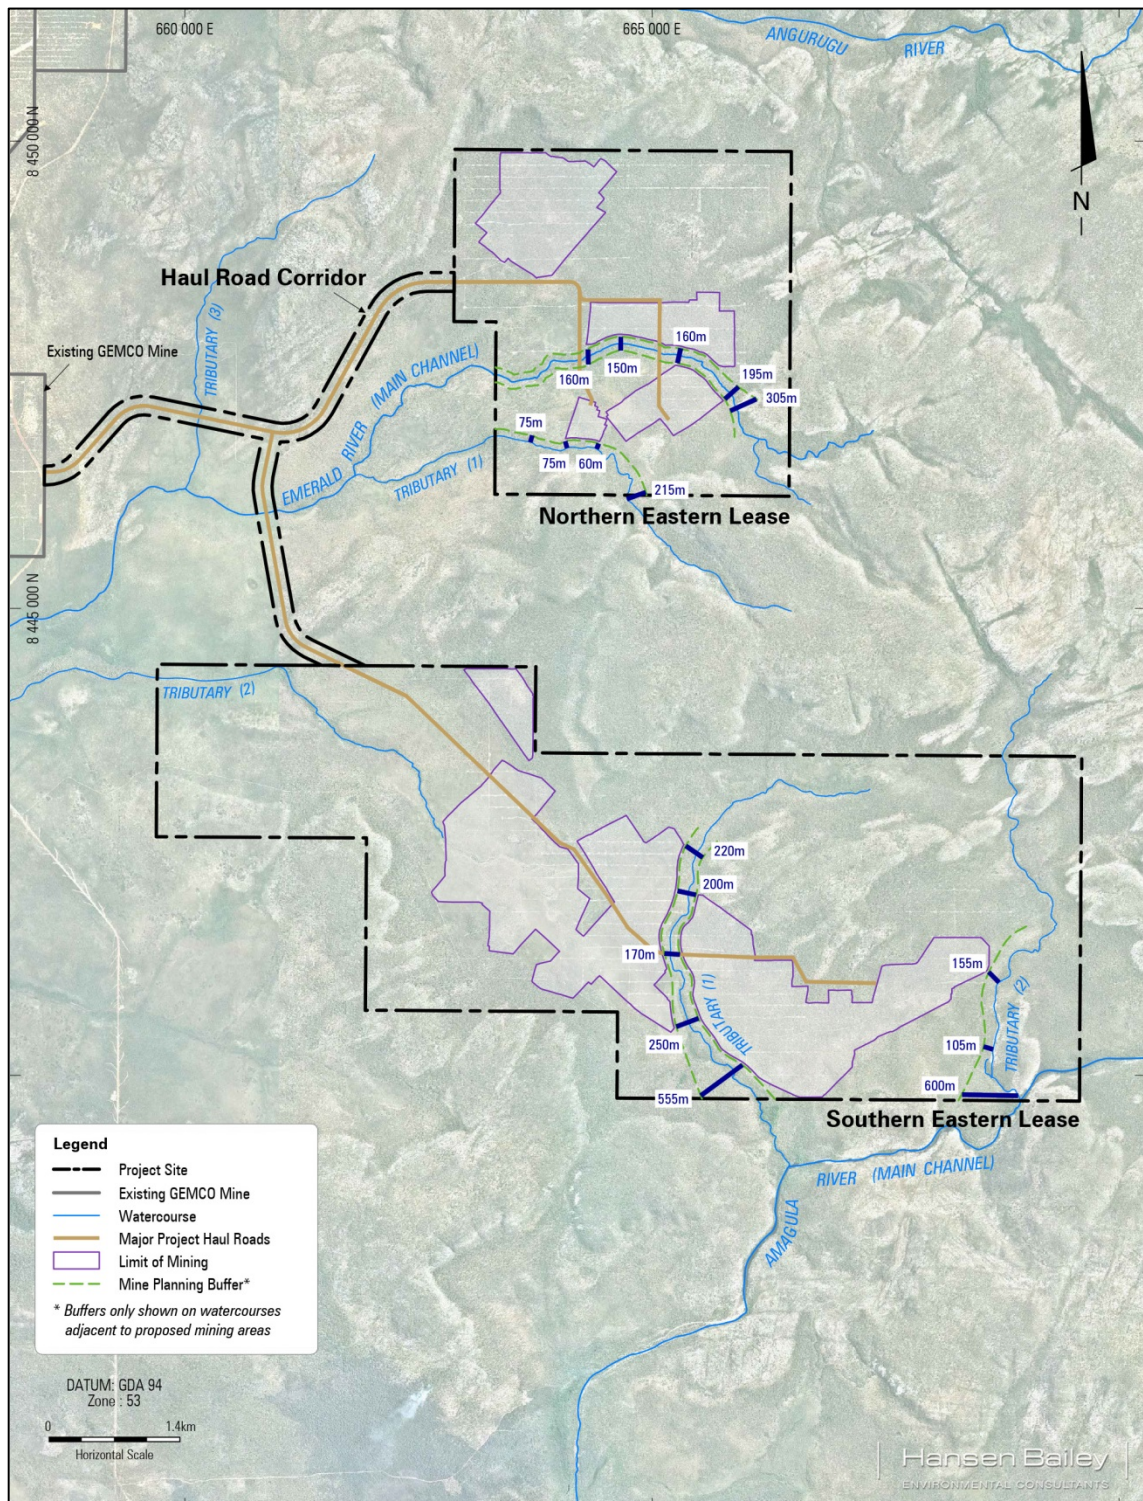 660 000 E
665 000 E
ANGURUGU RIVER
8 450 000 N
N
Haul Road Corridor
TRIBUTARY (3)
Existing GEMCO Mine
EMERALD RIVER (MAIN CHANNEL)
160m
150m
160m
195m
305m
75m
75m
60m
TRIBUTARY (1)
215m
Northern Eastern Lease
8 445 000 N
TRIBUTARY (2)
220m
200m
170m
155m
TRIBUTARY (1)
TRIBUTARY (2)
250m
105m
555m
600m
Southern Eastern Lease
AMAGULA RIVER (MAIN CHANNEL)
Legend
Project Site
Existing GEMCO Mine
Watercourse
Major Project Haul Roads
Limit of Mining
Mine Planning Buffer*
* Buffers only shown on watercourses
adjacent to proposed mining areas
DATUM: GDA 94
Zone : 53
0 1.4km
Horizontal Scale
Hansen Bailey
ENVIRONMENTAL CONSULTANTS